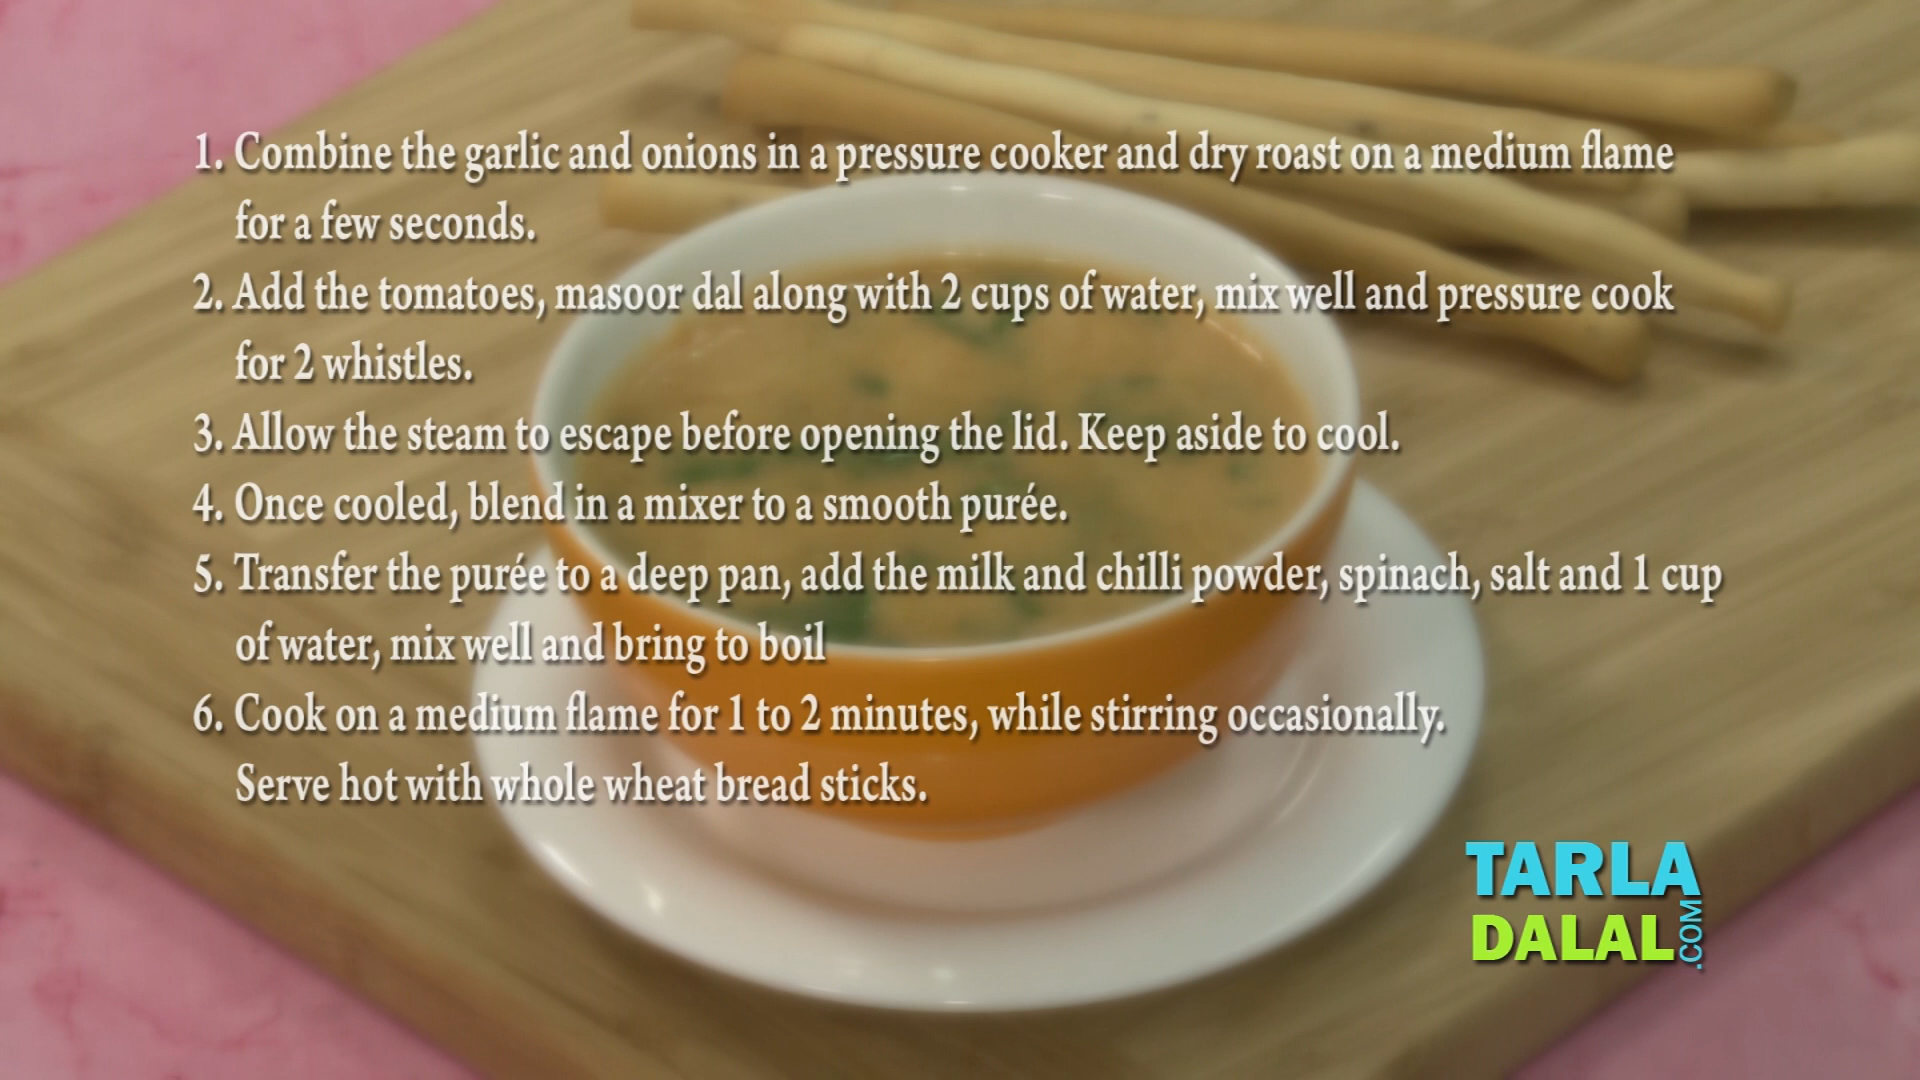 1. Combine the garlic and onions in a pressure cooker and dry roast on a medium flame
for a few seconds.
2. Add the tomatoes, masoor dal along with 2 cups of water, mix well and pressure cook
for 2 whistles.
3. Allow the steam to escape before opening the lid. Keep aside to cool.
4. Once cooled, blend in a mixer to a smooth purée.
5. Transfer the purée to a deep pan, add the milk and chilli powder, spinach, salt and 1 cup
of water, mix well and bring to boil
6. Cook on a medium flame for 1 to 2 minutes, while stirring occasionally.
Serve hot with whole wheat bread sticks.
TARLA
DALAL
.COM